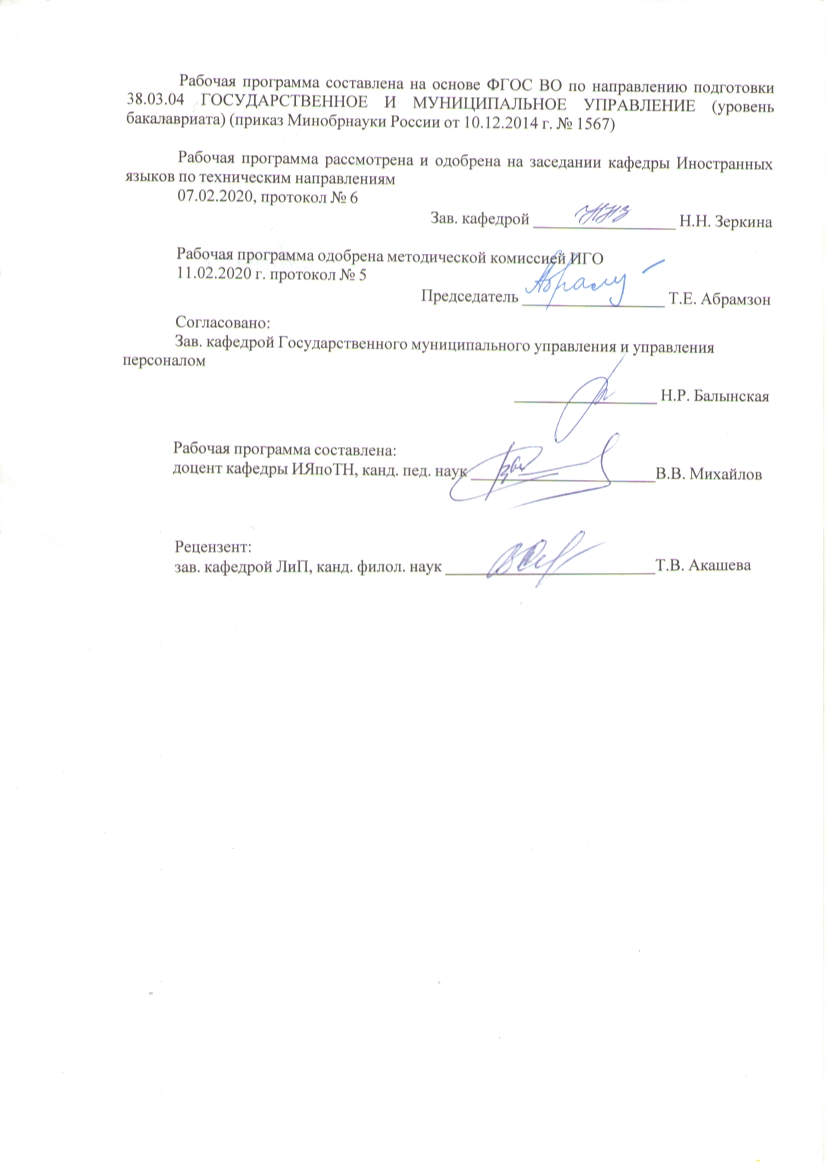 Рабочая программа составлена на основе ФГОС ВО по направлению подготовки
38.03.04 ГОСУДАРСТВЕННОЕ И МУНИЦИПАЛЬНОЕ УПРАВЛЕНИЕ (уровень
бакалавриата) (приказ Минобрнауки России от 10.12.2014 г. № 1567)
Рабочая программа рассмотрена и одобрена на заседании кафедры Иностранных
языков по техническим направлениям
07.02.2020, протокол № 6
Зав. кафедрой Н.Н. Зеркина
Рабочая программа одобрена методической комиссией ИГО
11.02.2020 г. протокол № 5
Председатель Т.Е. Абрамзон
Согласовано:
Зав. кафедрой Государственного муниципального управления и управления
персоналом
Н.Р. Балынская
Рабочая программа составлена:
доцент кафедры ИЯпоТН, канд. пед. наук В.В. Михайлов
Рецензент:
зав. кафедрой ЛиП, канд. филол. наук Т.В. Акашева